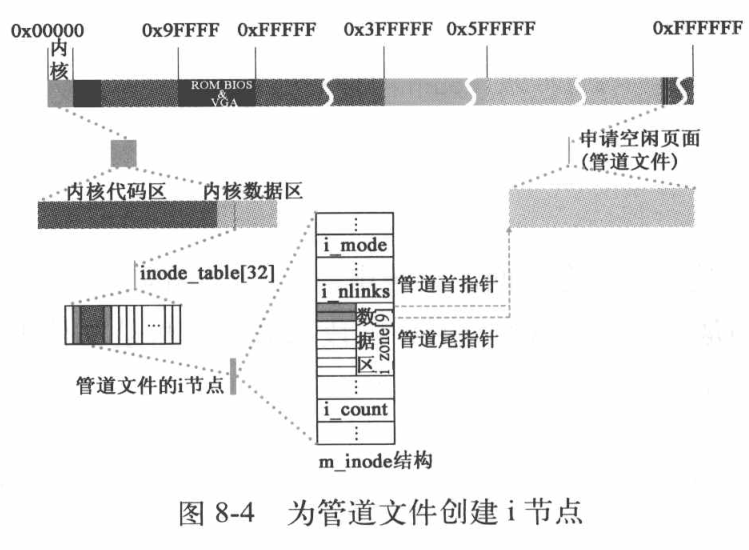 0x00000 0x9FFFF 0xFFFFF 0x3FFFFF 0x5FFFFF 0xFFFFFF
内核
ROM BIOS
&
VGA
申请空闲页面
(管道文件)
内核代码区 内核数据区
i_mode
inode_table[32]
i_nlinks
管道首指针
数据区
i_zone[9]
管道尾指针
管道文件的i节点
i_count
m_inode结构
图 8-4 为管道文件创建 i 节点